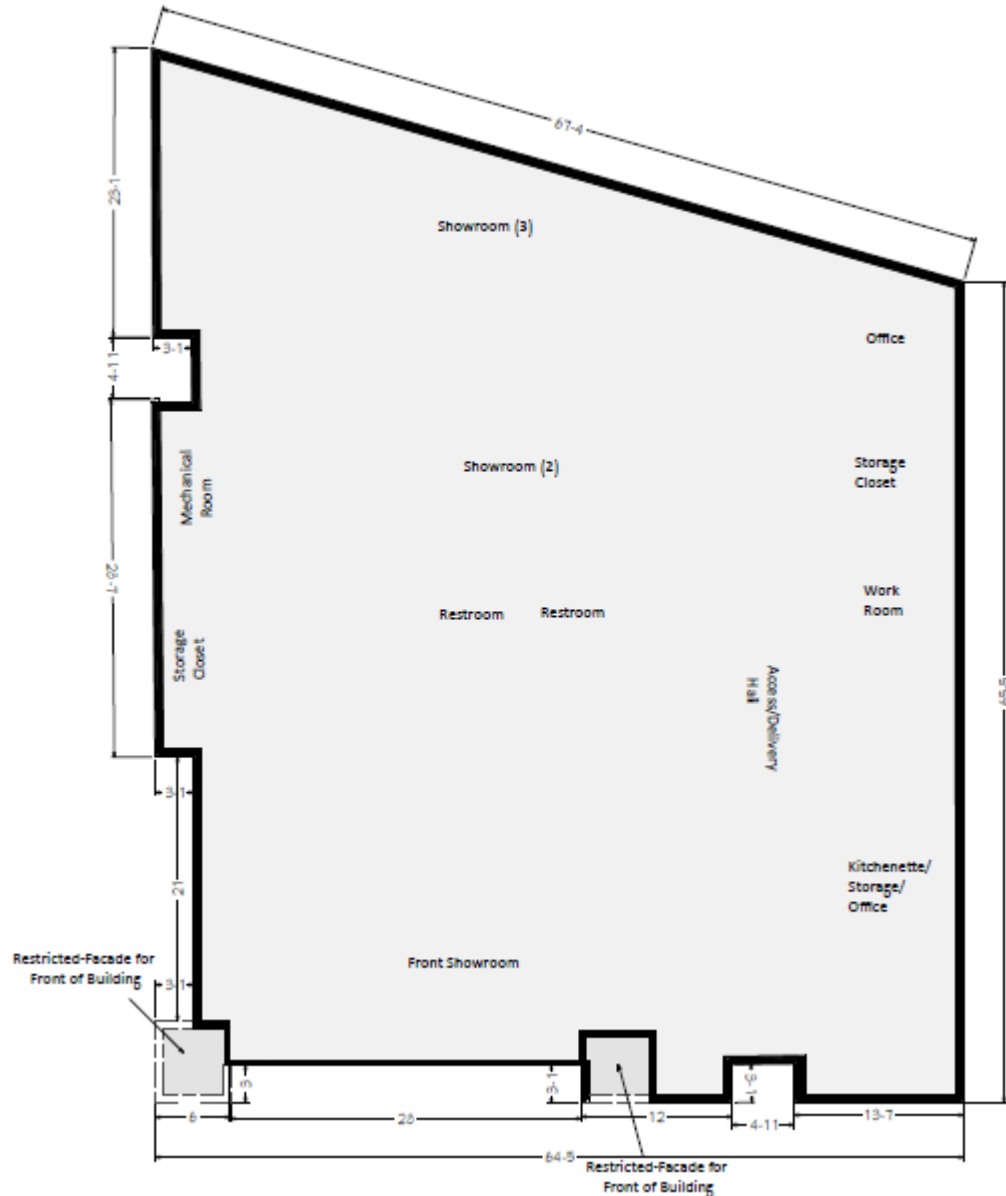 67-4
23-1
Showroom (3)
Office
3-1
4-11
Showroom (2)
Storage
Closet
Mechanical
Room
28-7
Work
Room
Restroom
Restroom
Storage
Closet
Access/Delivery
Hall
3-1
21
Kitchenette/
Storage/
Office
Restricted-Facade for
Front of Building
Front Showroom
3-1
3
3-1
6
28
12
4-11
13-7
64-5
Restricted-Facade for
Front of Building